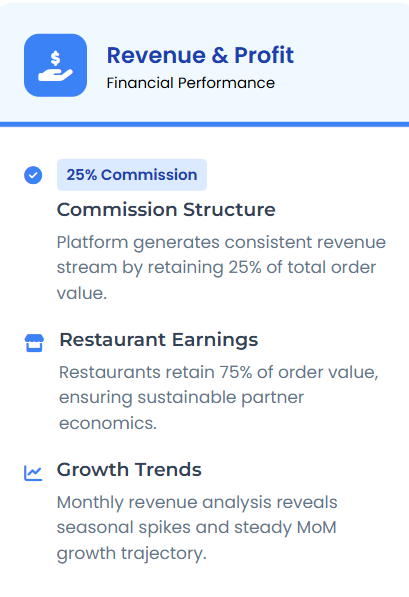 Revenue & Profit
Financial Performance
25% Commission
Commission Structure
Platform generates consistent revenue
stream by retaining 25% of total order
value.
Restaurant Earnings
Restaurants retain 75% of order value,
ensuring sustainable partner
economics.
Growth Trends
Monthly revenue analysis reveals
seasonal spikes and steady MoM
growth trajectory.